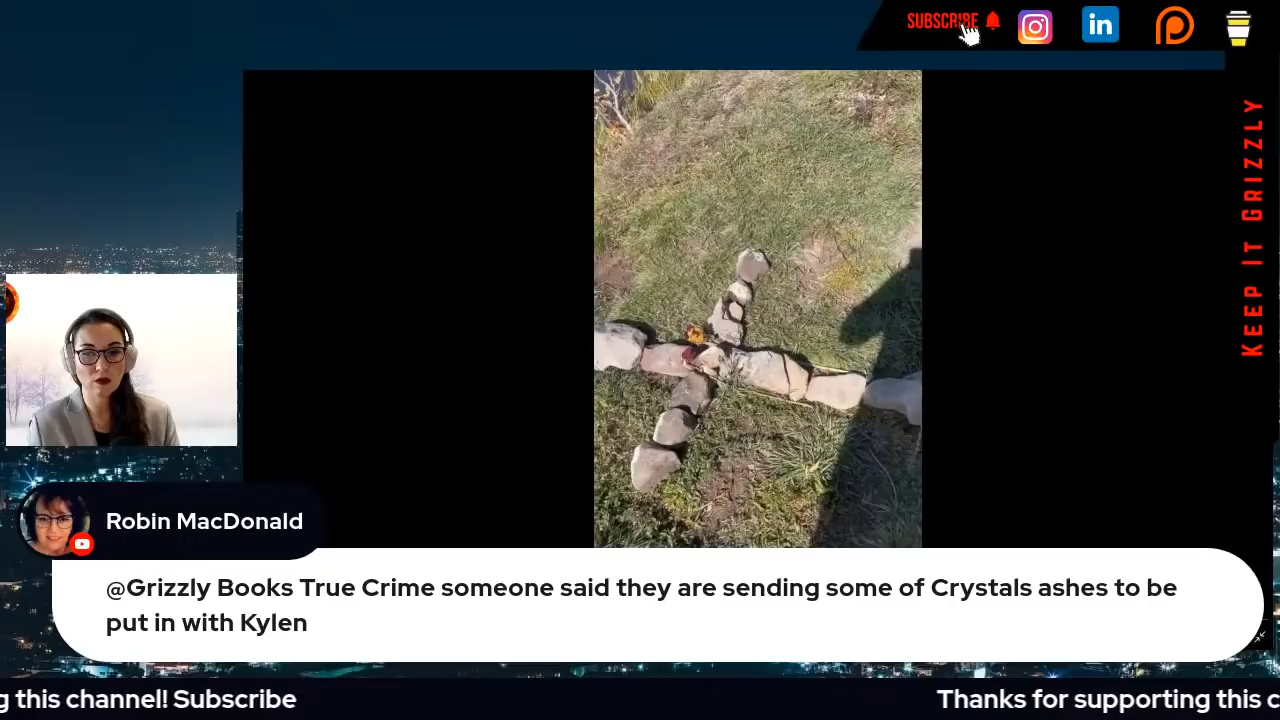 SUBSCRIBE
in
KEEP IT GRIZZLY
Robin MacDonald
@Grizzly Books True Crime someone said they are sending some of Crystals ashes to be
put in with Kylen
g this channel! Subscribe
Thanks for supporting this c